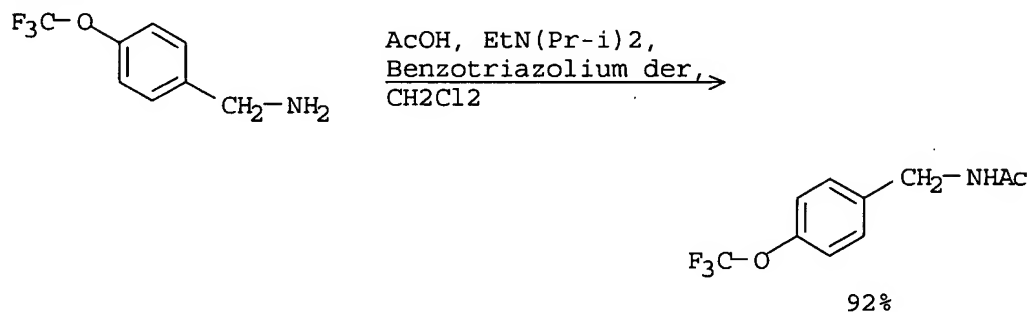 F3C-O
CH2-NH2
AcOH, EtN(Pr-i)2,
Benzotriazolium der,
CH2Cl2
CH2-NHAc
F3C-O
92%